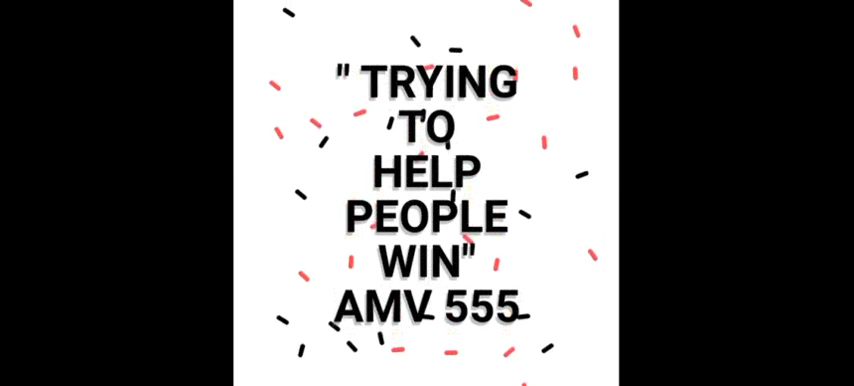 " TRYING
TO
HELP
PEOPLE
WIN"
AMV 555